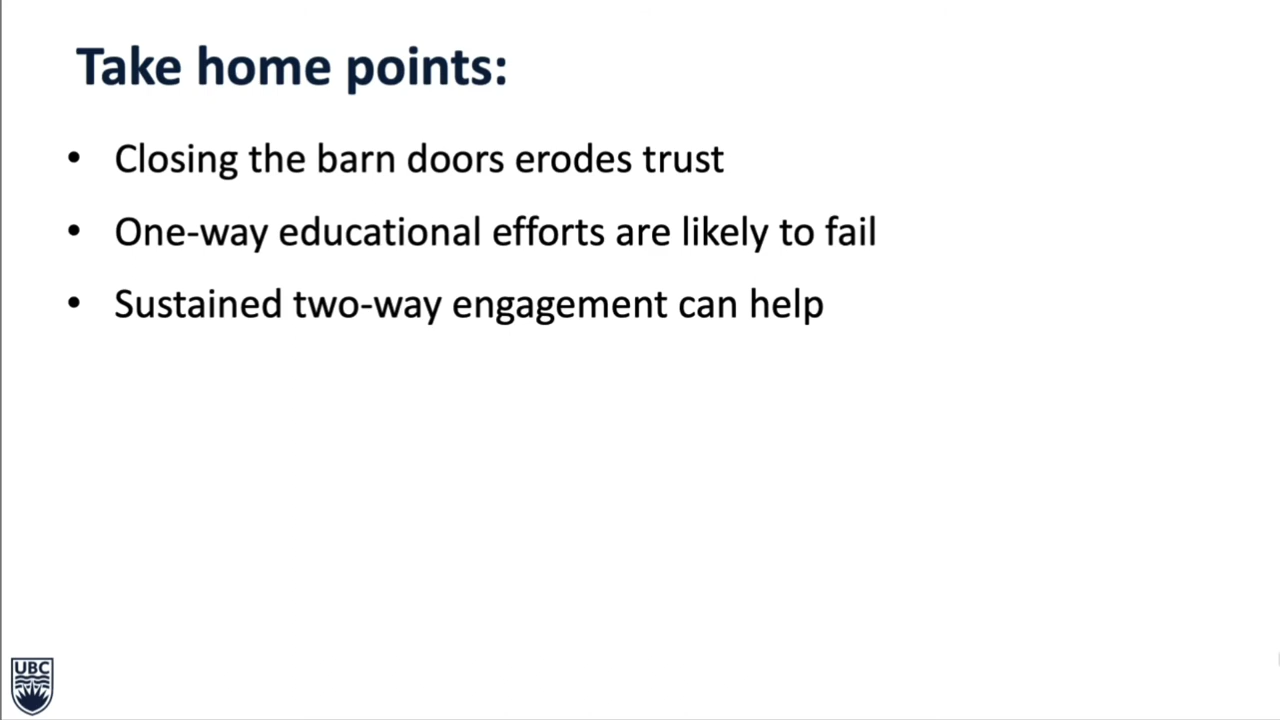 Take home points:
• Closing the barn doors erodes trust
• One-way educational efforts are likely to fail
• Sustained two-way engagement can help
UBC